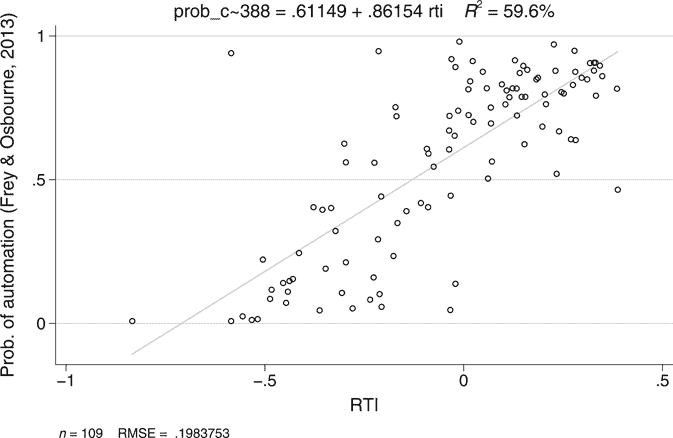 prob_c~388 = .61149 + .86154 rti R² = 59.6%
Prob. of automation (Frey & Osbourne, 2013)
1
.5
0
−1
−.5
0
.5
RTI
n = 109 RMSE = .1983753